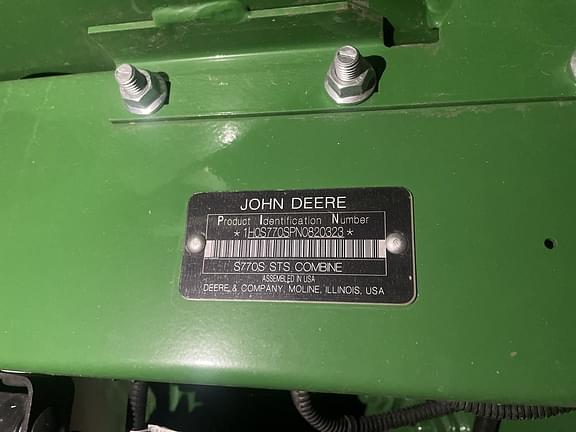 JOHN DEERE
Product Identification Number
*1H0S770SPN0820323*
S770S STS COMBINE
ASSEMBLED IN USA
DEERE & COMPANY, MOLINE, ILLINOIS, USA